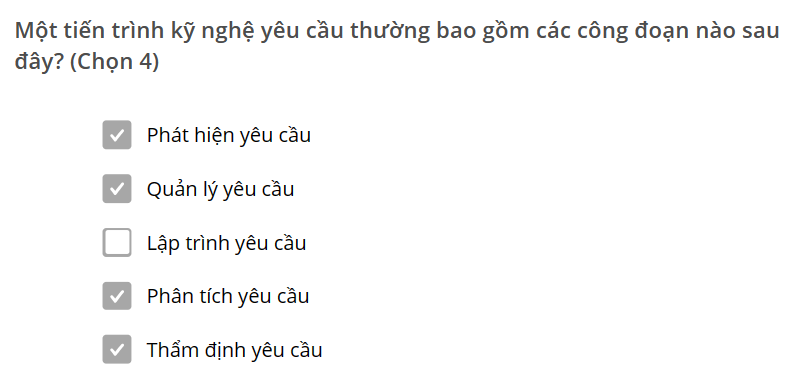 Một tiến trình kỹ nghệ yêu cầu thường bao gồm các công đoạn nào sau
đây? (Chọn 4)
Phát hiện yêu cầu
Quản lý yêu cầu
Lập trình yêu cầu
Phân tích yêu cầu
Thẩm định yêu cầu